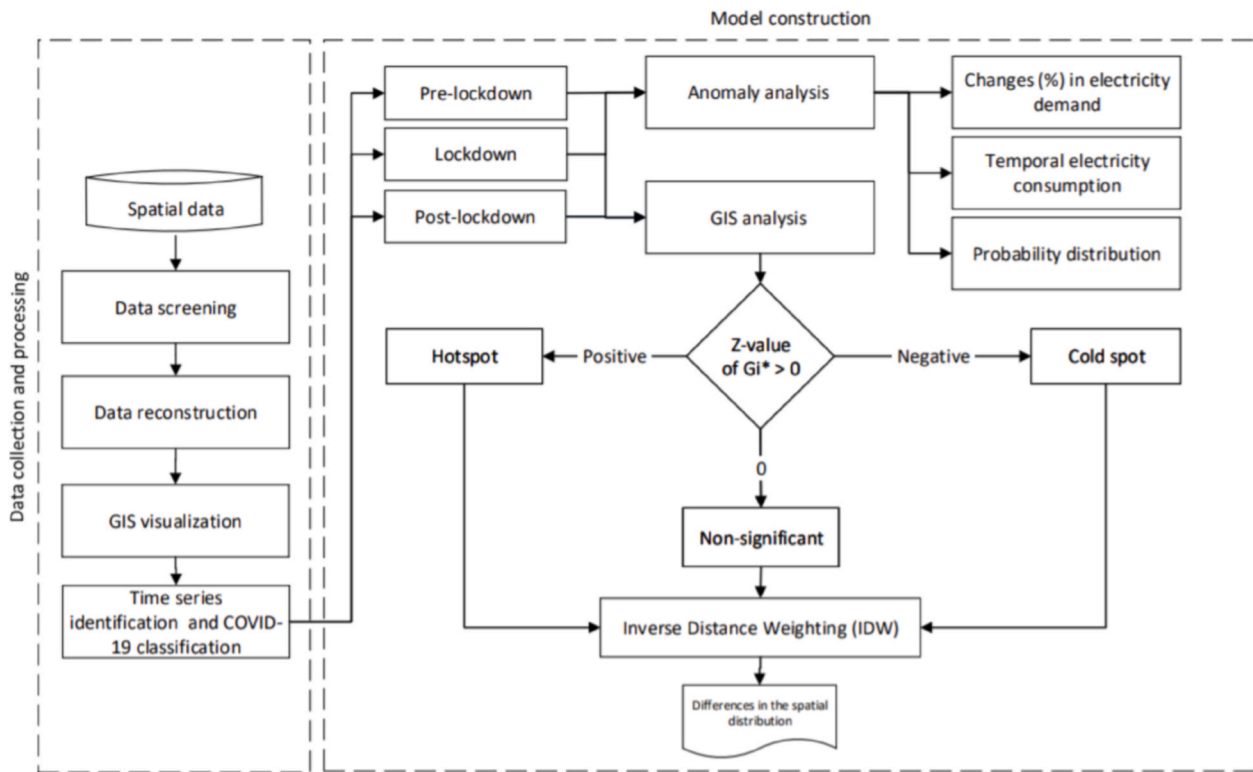 Model construction
Data collection and processing
Spatial data
Data screening
Data reconstruction
GIS visualization
Time series
identification and COVID-
19 classification
Pre-lockdown
Lockdown
Post-lockdown
Anomaly analysis
GIS analysis
Changes (%) in electricity
demand
Temporal electricity
consumption
Probability distribution
Z-value
of Gi* > 0
Positive
Hotspot
Negative
Cold spot
0
Non-significant
Inverse Distance Weighting (IDW)
Differences in the spatial
distribution